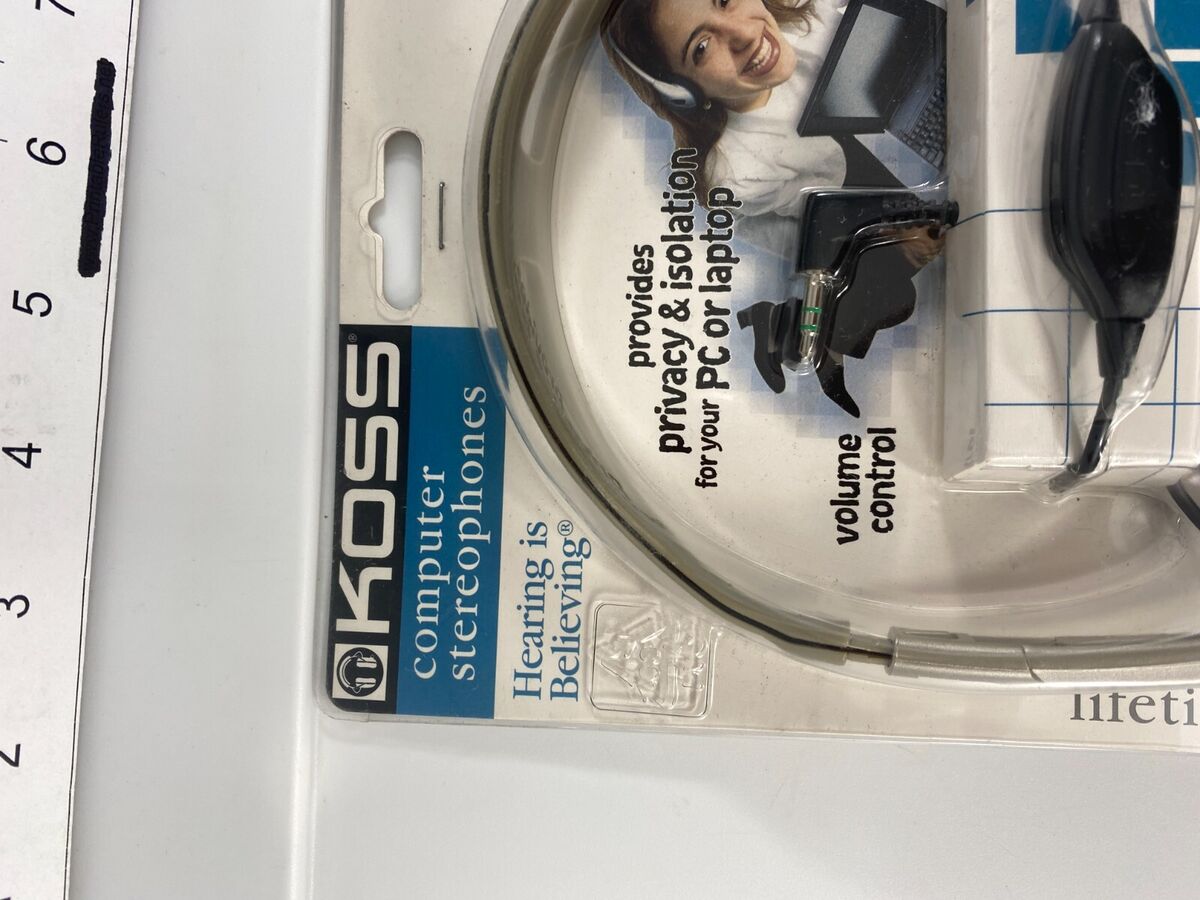 KOSS®
computer
stereophones
Hearing is
Believing®
provides
privacy & isolation
for your PC or laptop
volume
control
lifeti
7
6
5
4
3
2